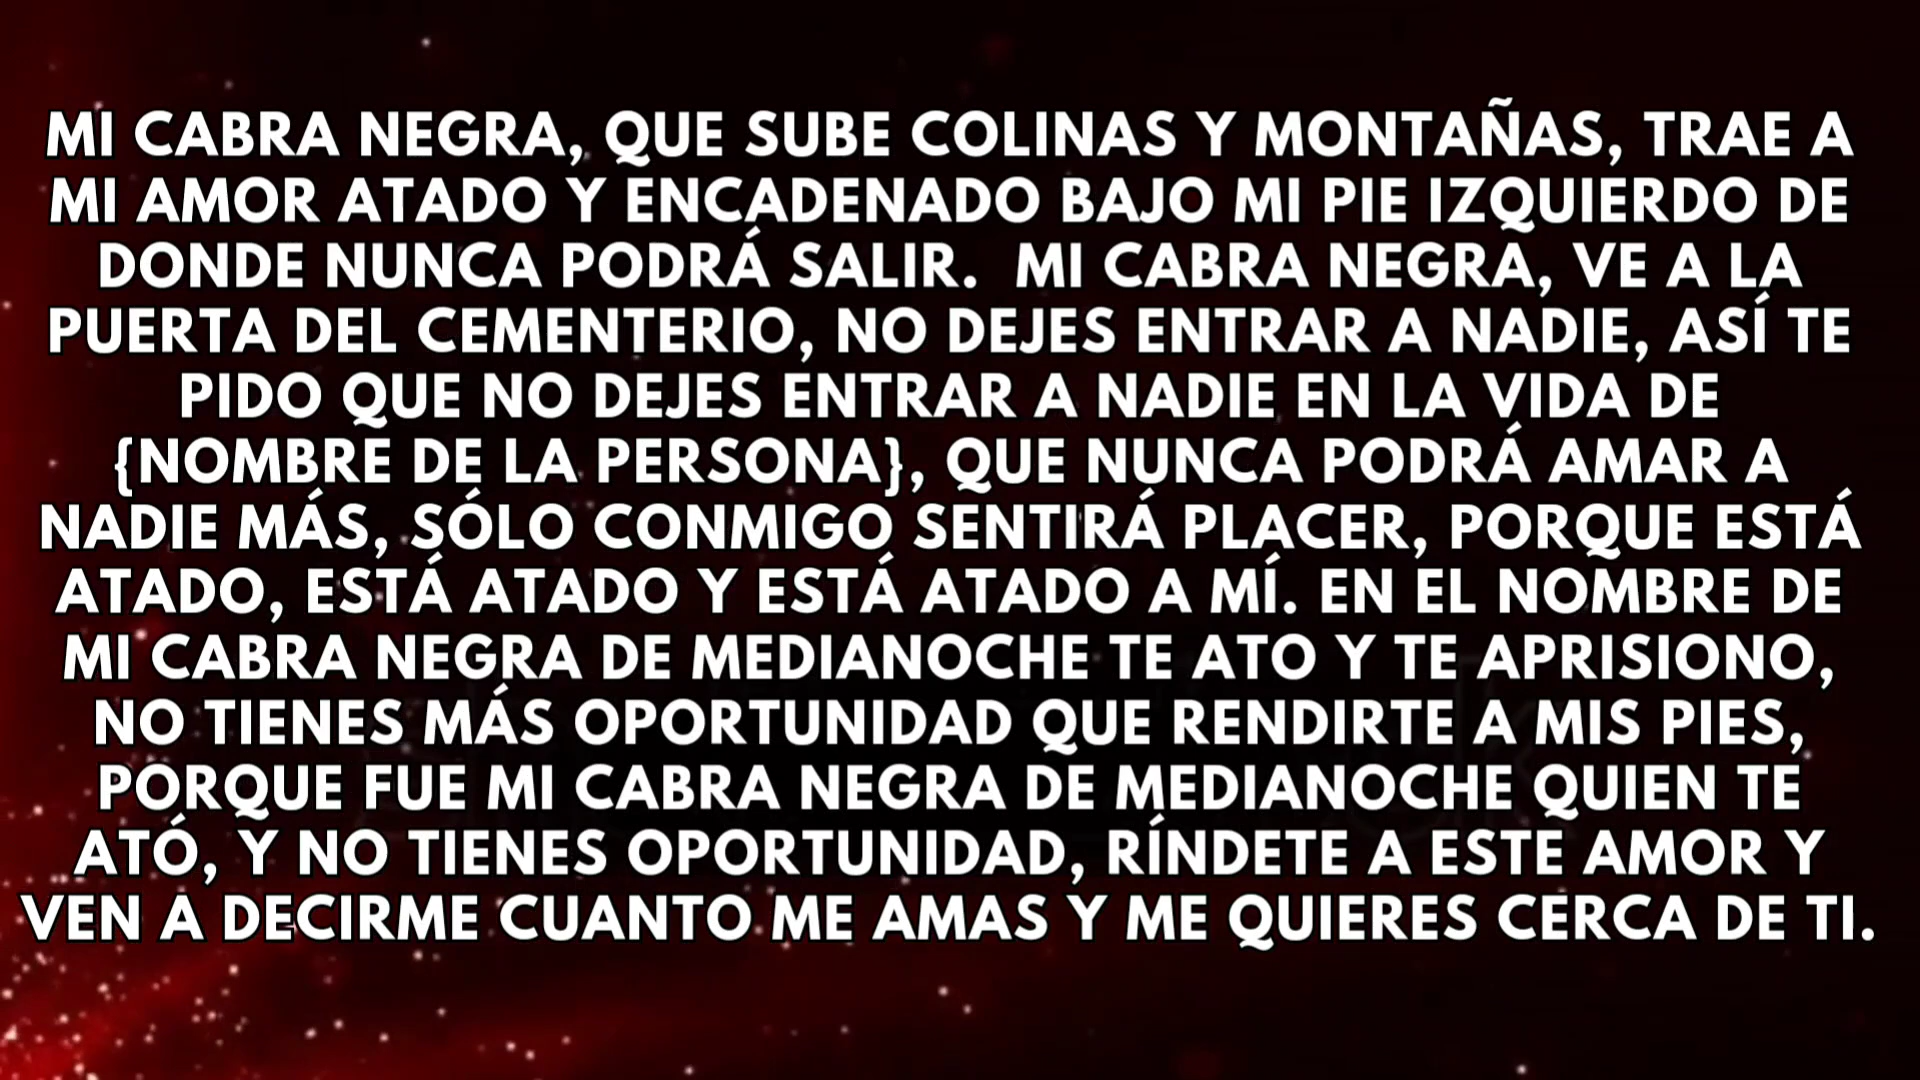 MI CABRA NEGRA, QUE SUBE COLINAS Y MONTAÑAS, TRAE A
MI AMOR ATADO Y ENCADENADO BAJO MI PIE IZQUIERDO DE
DONDE NUNCA PODRÁ SALIR.  MI CABRA NEGRA, VE A LA
PUERTA DEL CEMENTERIO, NO DEJES ENTRAR A NADIE, ASÍ TE
PIDO QUE NO DEJES ENTRAR A NADIE EN LA VIDA DE
{NOMBRE DE LA PERSONA}, QUE NUNCA PODRÁ AMAR A
NADIE MÁS, SÓLO CONMIGO SENTIRÁ PLACER, PORQUE ESTÁ
ATADO, ESTÁ ATADO Y ESTÁ ATADO A MÍ. EN EL NOMBRE DE
MI CABRA NEGRA DE MEDIANOCHE TE ATO Y TE APRISIONO,
NO TIENES MÁS OPORTUNIDAD QUE RENDIRTE A MIS PIES,
PORQUE FUE MI CABRA NEGRA DE MEDIANOCHE QUIEN TE
ATÓ, Y NO TIENES OPORTUNIDAD, RÍNDETE A ESTE AMOR Y
VEN A DECIRME CUANTO ME AMAS Y ME QUIERES CERCA DE TI.